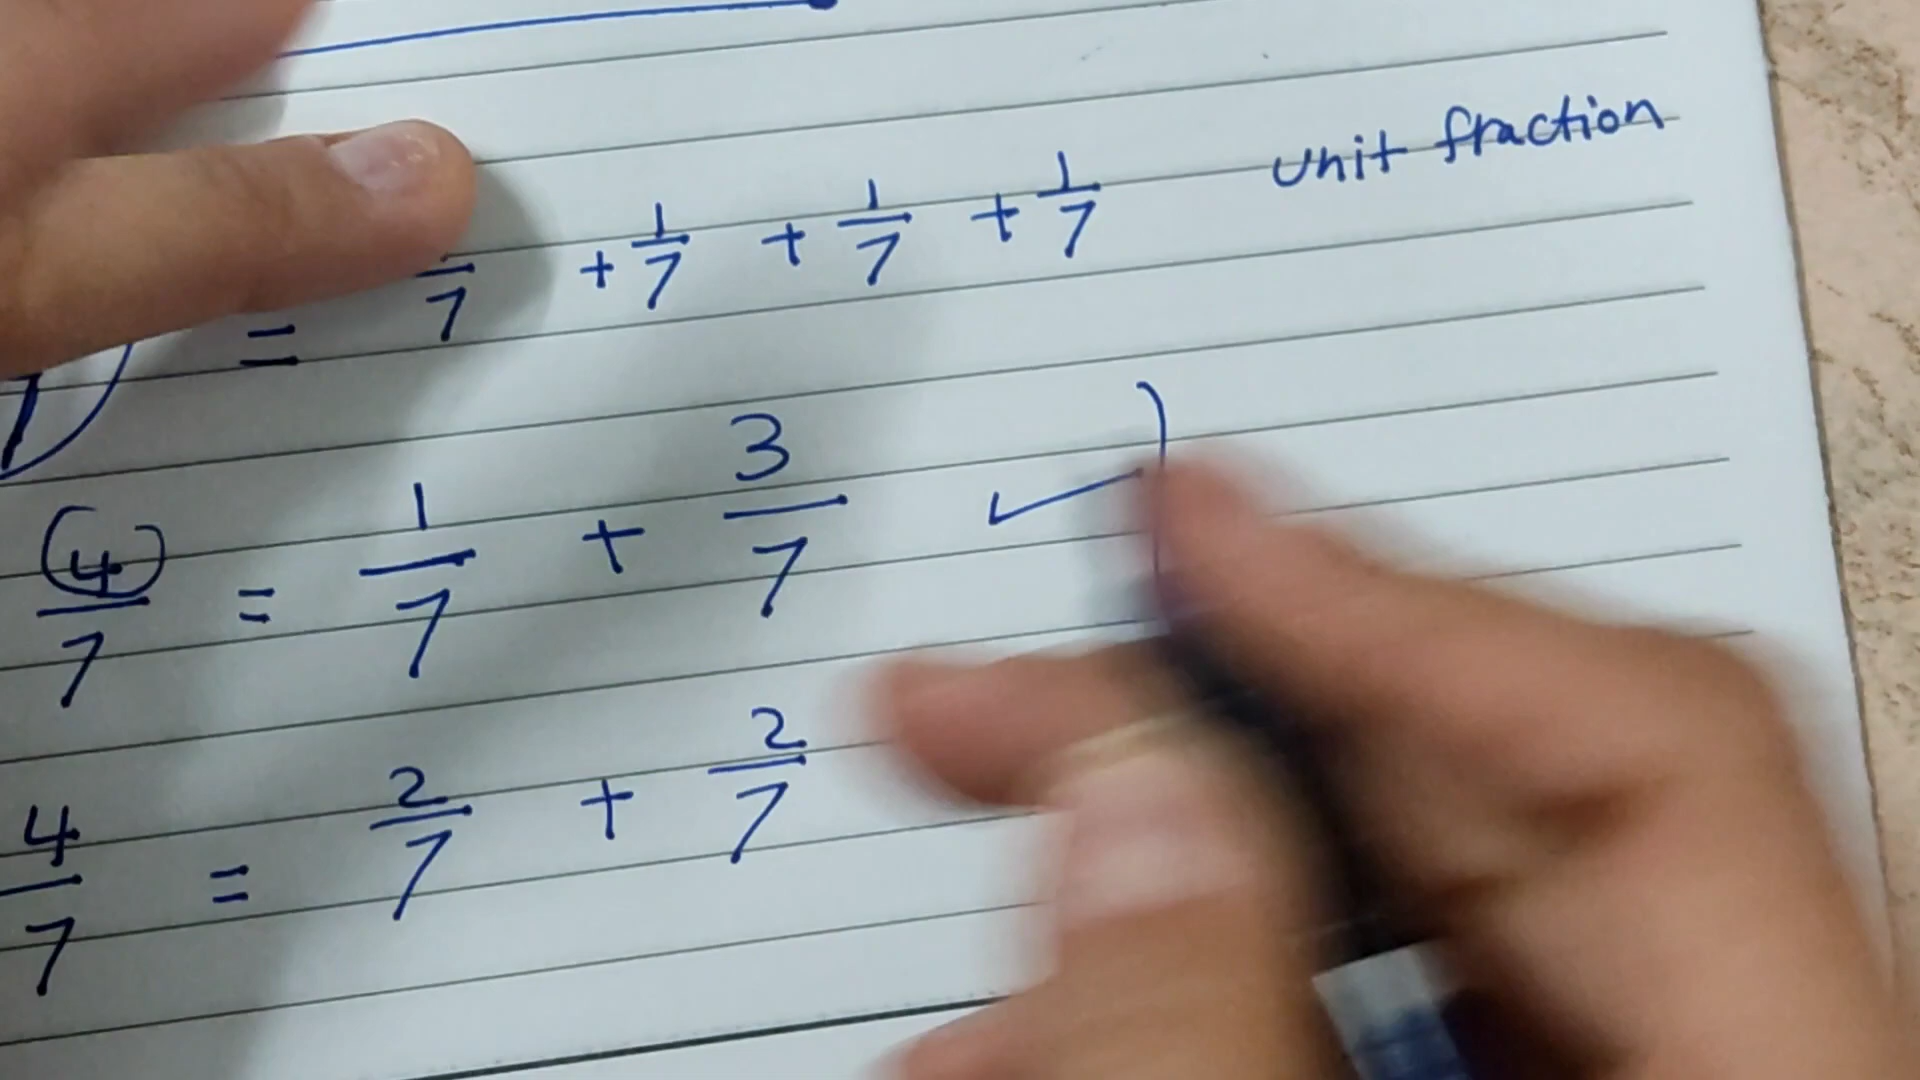 unit fraction
= 1/7 + 1/7 + 1/7 + 1/7
4/7 = 1/7 + 3/7 ✓
4/7 = 2/7 + 2/7